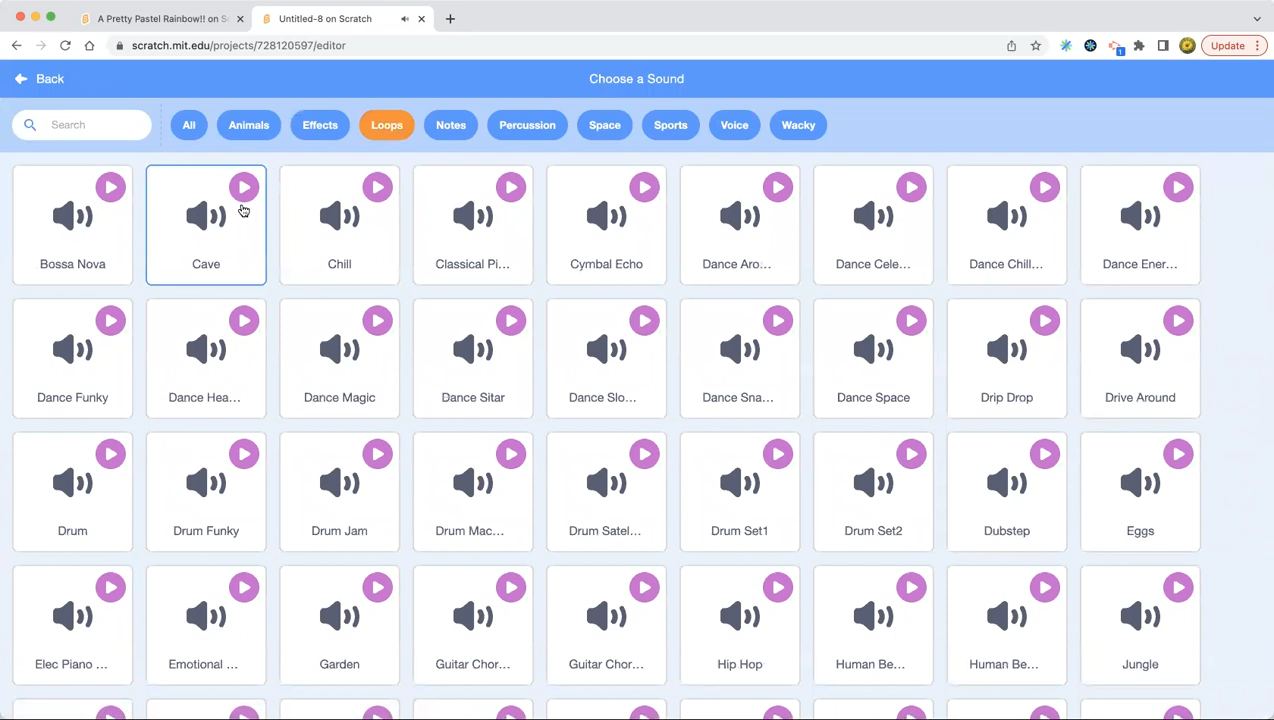 A Pretty Pastel Rainbow!! on Sc
Untitled-8 on Scratch
scratch.mit.edu/projects/728120597/editor
1
Update
Back
Choose a Sound
Search
All
Animals
Effects
Loops
Notes
Percussion
Space
Sports
Voice
Wacky
Bossa Nova
Cave
Chill
Classical Pi...
Cymbal Echo
Dance Aro...
Dance Cele...
Dance Chill...
Dance Ener...
Dance Funky
Dance Hea...
Dance Magic
Dance Sitar
Dance Slo...
Dance Sna...
Dance Space
Drip Drop
Drive Around
Drum
Drum Funky
Drum Jam
Drum Mac...
Drum Satel...
Drum Set1
Drum Set2
Dubstep
Eggs
Elec Piano ...
Emotional ...
Garden
Guitar Chor...
Guitar Chor...
Hip Hop
Human Be...
Human Be...
Jungle